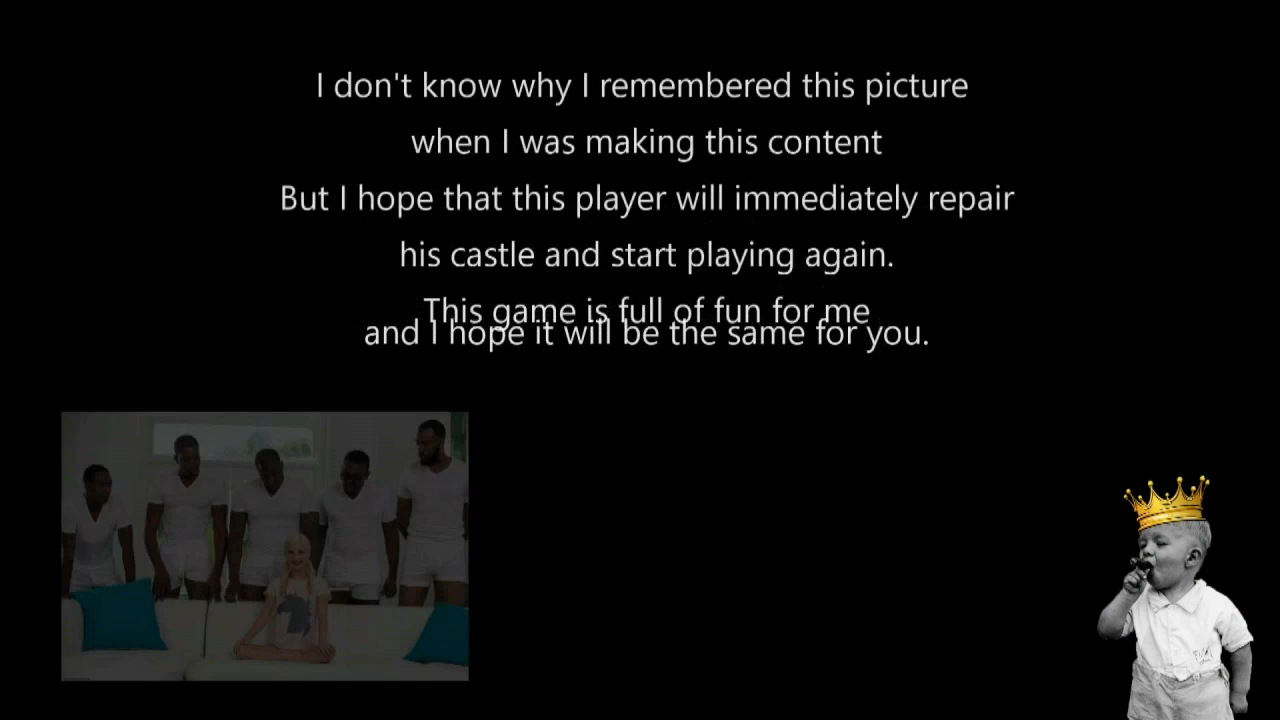 I don't know why I remembered this picture
when I was making this content
But I hope that this player will immediately repair
his castle and start playing again.
This game is full of fun for me
and I hope it will be the same for you.